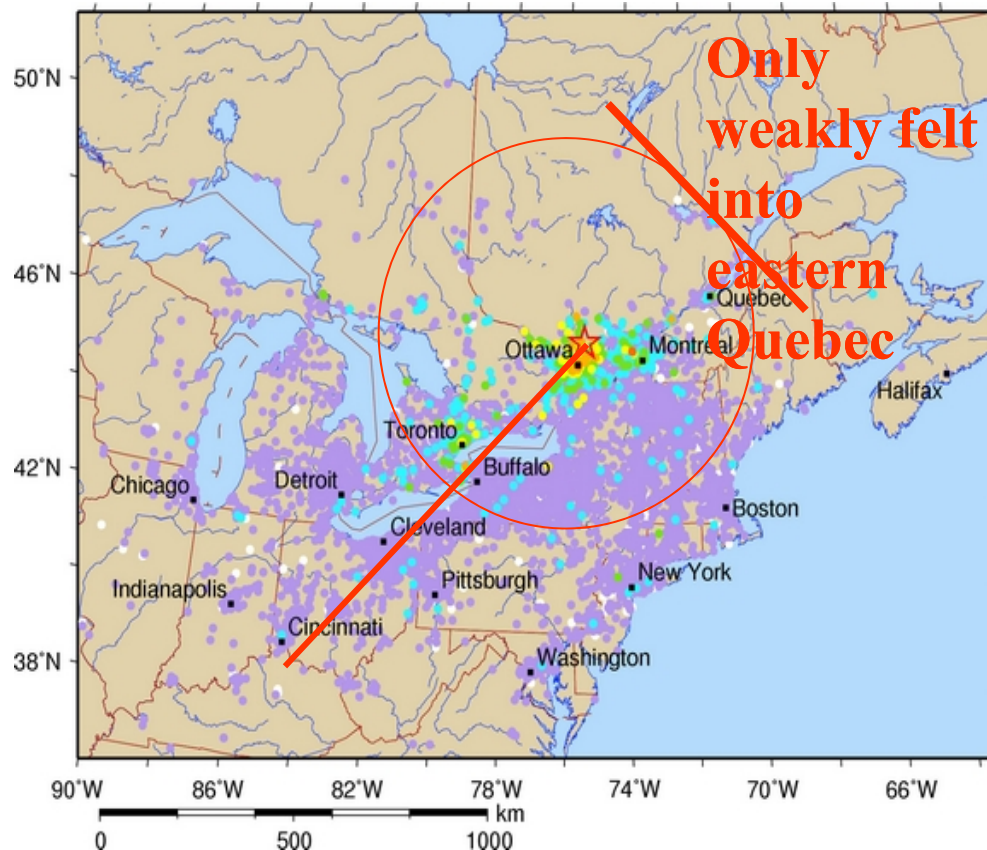 Only
weakly felt
into
eastern
Quebec
50°N
46°N
Quebec
Ottawa
Montreal
Halifax
Toronto
42°N
Buffalo
Chicago
Detroit
Boston
Cleveland
New York
Pittsburgh
Indianapolis
Cincinnati
38°N
Washington
90°W 86°W 82°W 78°W 74°W 70°W 66°W
km
0 500 1000